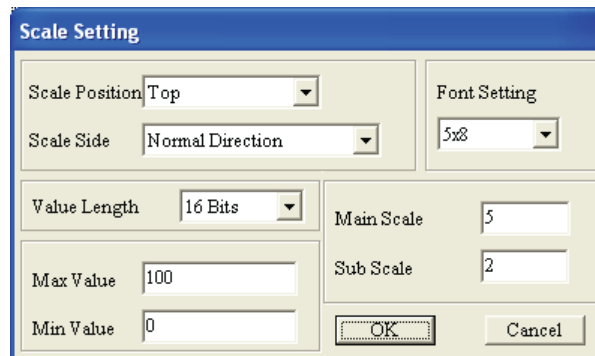 Scale Setting
Scale Position Top
Scale Side Normal Direction
Font Setting
5x8
Value Length 16 Bits
Max Value 100
Min Value 0
Main Scale 5
Sub Scale 2
OK Cancel